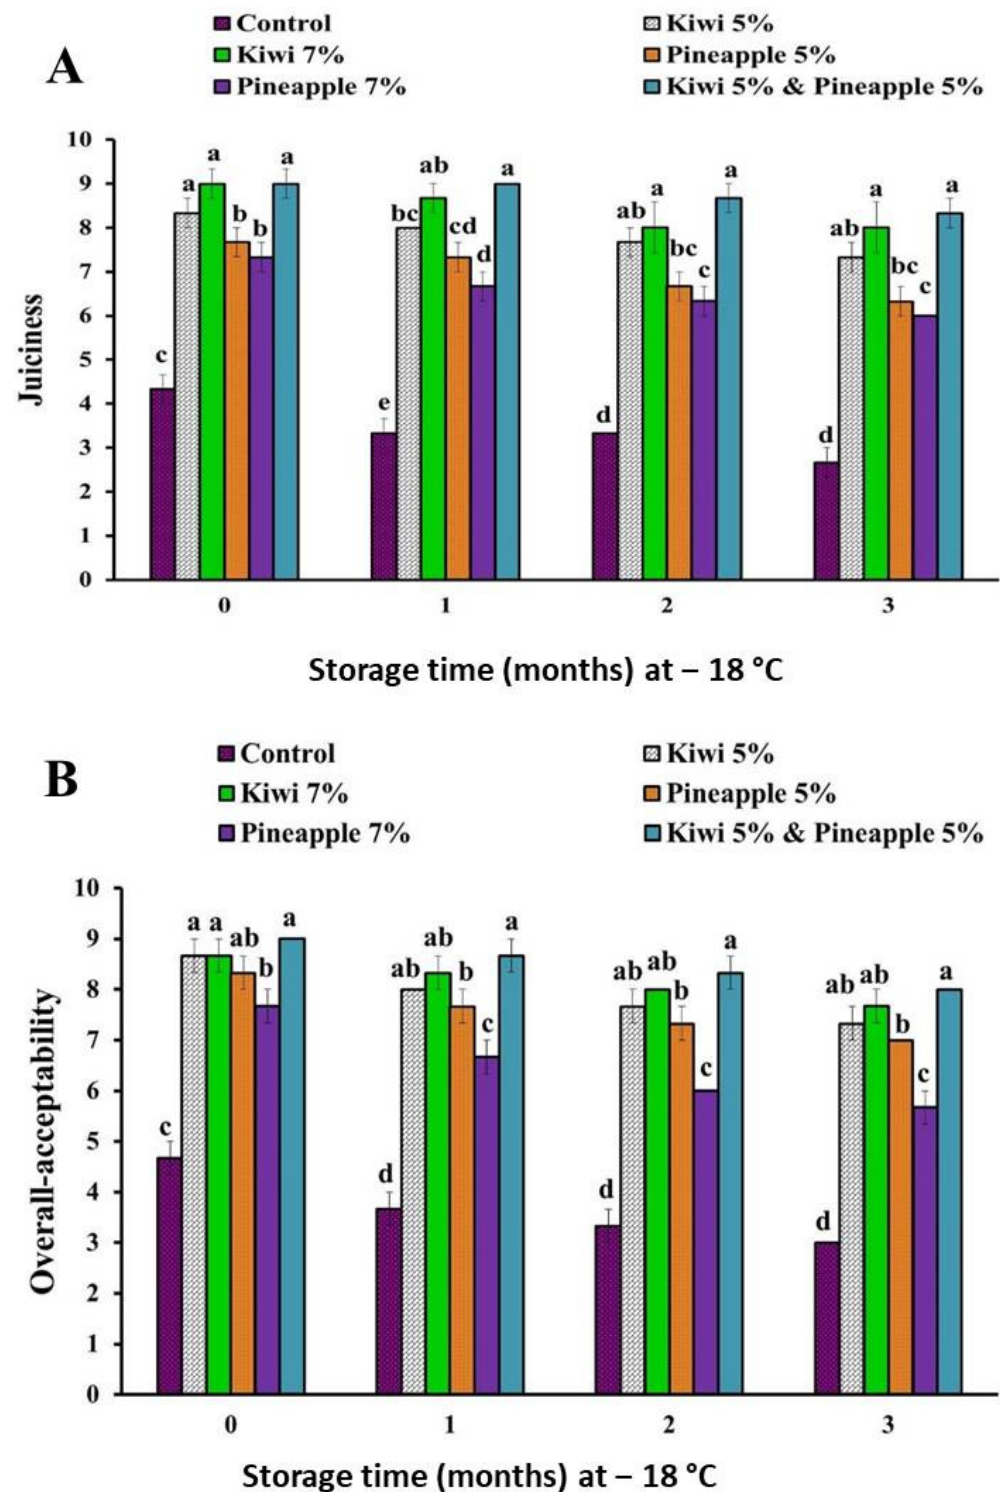 A
Control Kiwi 5%
Kiwi 7% Pineapple 5%
Pineapple 7% Kiwi 5% & Pineapple 5%
Juiciness
10
9
8
7
6
5
4
3
2
1
0
c a a b b a
e bc ab cd d a
d ab a bc c a
d ab a bc c a
0 1 2 3
Storage time (months) at – 18 °C
B
Control Kiwi 5%
Kiwi 7% Pineapple 5%
Pineapple 7% Kiwi 5% & Pineapple 5%
Overall-acceptability
10
9
8
7
6
5
4
3
2
1
0
c a a ab b a
d ab ab b c a
d ab ab b c a
d ab ab b c a
0 1 2 3
Storage time (months) at – 18 °C